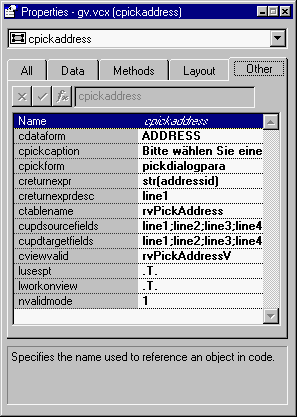 Properties - gv.vcx (cpickaddress)
cpickaddress
All Data Methods Layout Other
fx cpickaddress
Name cpickaddress
cdataform ADDRESS
cpickcaption Bitte wählen Sie eine
cpickform pickdialogpara
creturnexpr str(addressid)
creturnexprdesc line1
ctablename rvPickAddress
cupdsourcefields line1;line2;line3;line4
cupdtargetfields line1;line2;line3;line4
cviewvalid rvPickAddressV
lusespt .T.
lworkonview .T.
nvalidmode 1
Specifies the name used to reference an object in code.